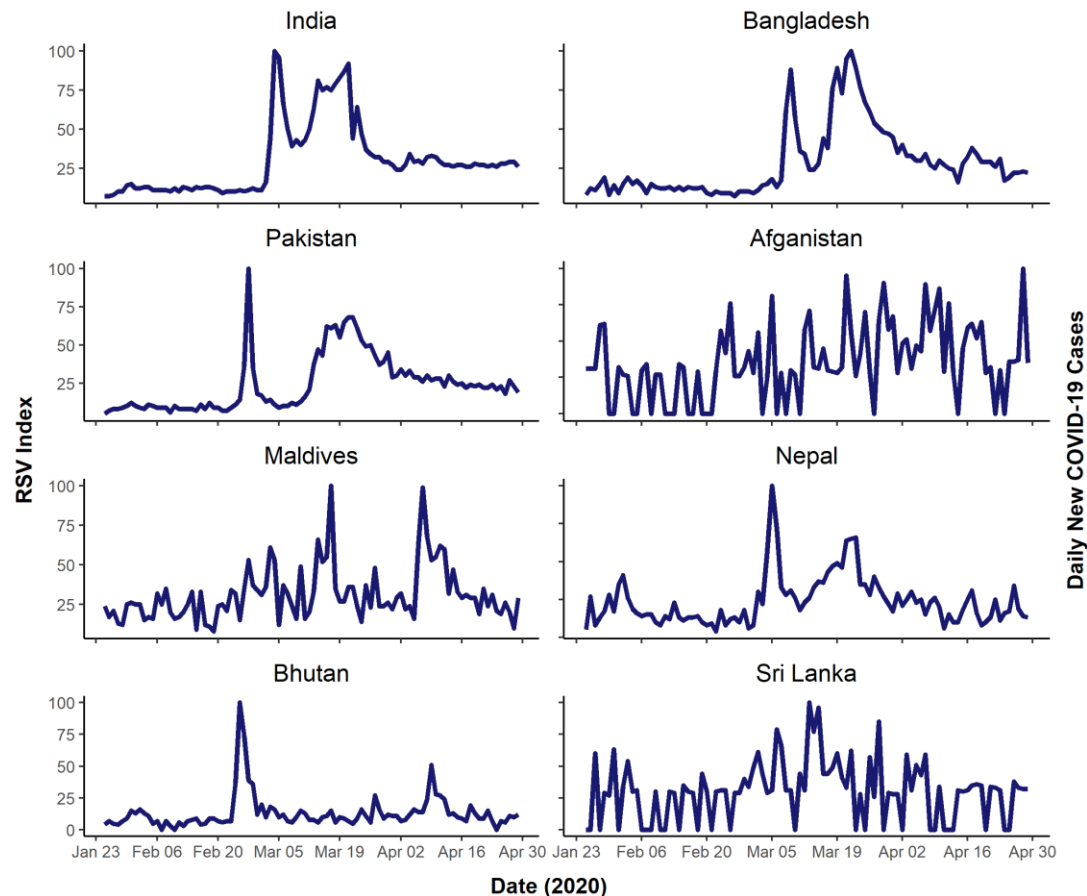 India
Bangladesh
100
75
50
25
Pakistan
Afganistan
100
75
50
25
Maldives
Nepal
100
75
50
25
Bhutan
Sri Lanka
100
75
50
25
0
Jan 23 Feb 06 Feb 20 Mar 05 Mar 19 Apr 02 Apr 16 Apr 30
Jan 23 Feb 06 Feb 20 Mar 05 Mar 19 Apr 02 Apr 16 Apr 30
RSV Index
Daily New COVID-19 Cases
Date (2020)